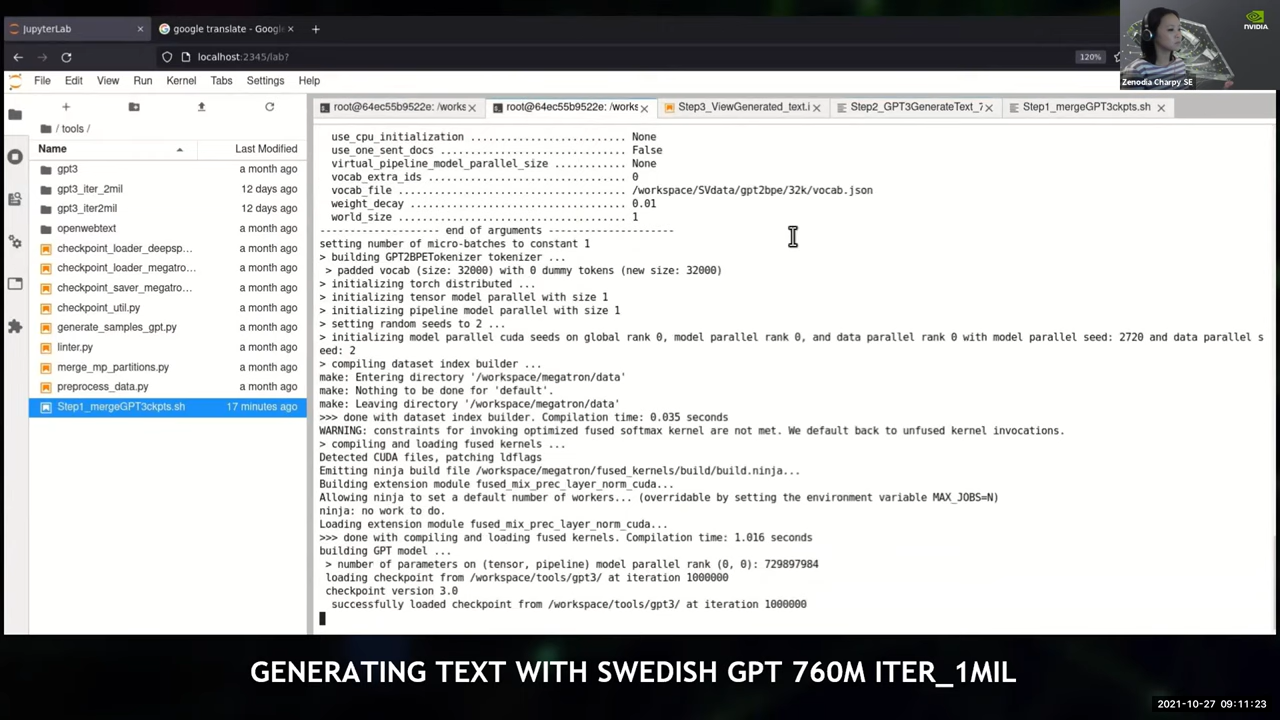 JupyterLab
google translate - Googl
localhost:2345/lab?
120%
NVIDIA
Zenodia Charpy SE
File Edit View Run Kernel Tabs Settings Help
root@64ec55b9522e: /works
root@64ec55b9522e: /works
Step3_ViewGenerated_text.i
Step2_GPT3GenerateText_7
Step1_mergeGPT3ckpts.sh
/ tools /
Name Last Modified
gpt3 a month ago
gpt3_iter_2mil 12 days ago
gpt3_iter2mil 12 days ago
openwebtext a month ago
checkpoint_loader_deepsp... a month ago
checkpoint_loader_megatro... a month ago
checkpoint_saver_megatro... a month ago
checkpoint_util.py a month ago
generate_samples_gpt.py a month ago
linter.py a month ago
merge_mp_partitions.py a month ago
preprocess_data.py a month ago
Step1_mergeGPT3ckpts.sh 17 minutes ago
use_cpu_initialization .......................... None
use_one_sent_docs ............................... False
virtual_pipeline_model_parallel_size ............ None
vocab_extra_ids ................................. 0
vocab_file ...................................... /workspace/SVdata/gpt2bpe/32k/vocab.json
weight_decay .................................... 0.01
world_size ...................................... 1
-------------------- end of arguments ---------------------
setting number of micro-batches to constant 1
> building GPT2BPETokenizer tokenizer ...
> padded vocab (size: 32000) with 0 dummy tokens (new size: 32000)
> initializing torch distributed ...
> initializing tensor model parallel with size 1
> initializing pipeline model parallel with size 1
> setting random seeds to 2 ...
> initializing model parallel cuda seeds on global rank 0, model parallel rank 0, and data parallel rank 0 with model parallel seed: 2720 and data parallel s
eed: 2
> compiling dataset index builder ...
make: Entering directory '/workspace/megatron/data'
make: Nothing to be done for 'default'.
make: Leaving directory '/workspace/megatron/data'
>>> done with dataset index builder. Compilation time: 0.035 seconds
WARNING: constraints for invoking optimized fused softmax kernel are not met. We default back to unfused kernel invocations.
> compiling and loading fused kernels ...
Detected CUDA files, patching ldflags
Emitting ninja build file /workspace/megatron/fused_kernels/build/build.ninja...
Building extension module fused_mix_prec_layer_norm_cuda...
Allowing ninja to set a default number of workers... (overridable by setting the environment variable MAX_JOBS=N)
ninja: no work to do.
Loading extension module fused_mix_prec_layer_norm_cuda...
>>> done with compiling and loading fused kernels. Compilation time: 1.016 seconds
building GPT model ...
> number of parameters on (tensor, pipeline) model parallel rank (0, 0): 729897984
loading checkpoint from /workspace/tools/gpt3/ at iteration 1000000
checkpoint version 3.0
successfully loaded checkpoint from /workspace/tools/gpt3/ at iteration 1000000
GENERATING TEXT WITH SWEDISH GPT 760M ITER_1MIL
2021-10-27 09:11:23